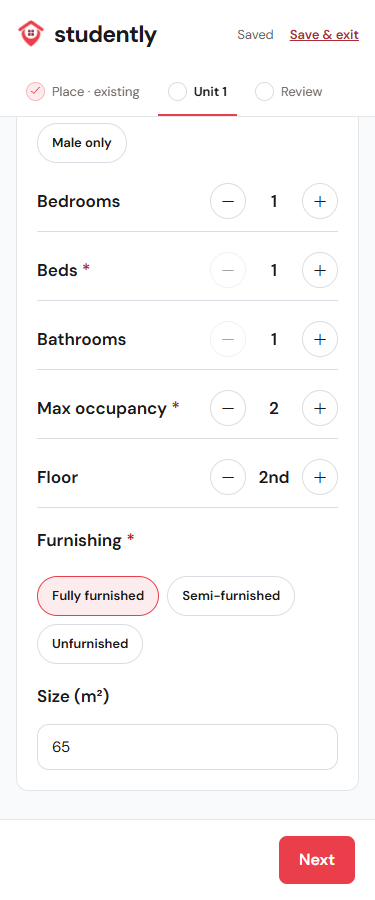 studently
Saved Save & exit
Place · existing Unit 1 Review
Male only
Bedrooms − 1 +
Beds * − 1 +
Bathrooms − 1 +
Max occupancy * − 2 +
Floor − 2nd +
Furnishing *
Fully furnished Semi-furnished
Unfurnished
Size (m²)
65
Next